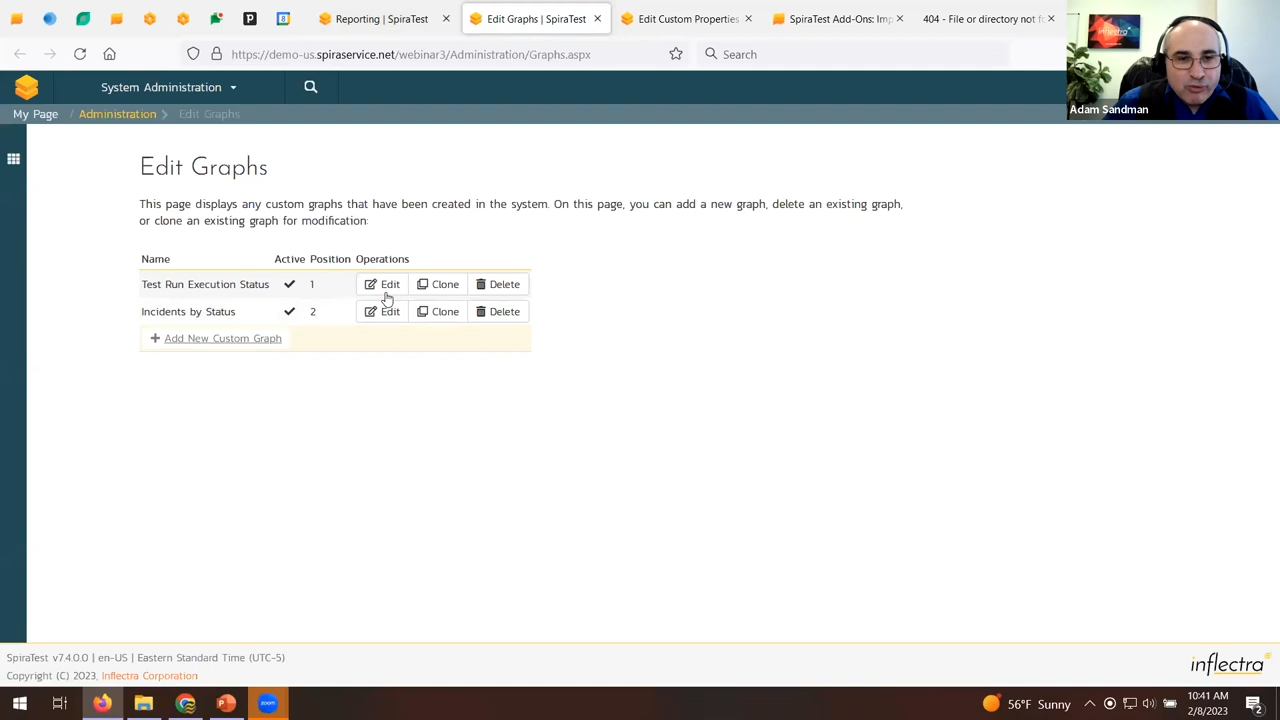 Reporting | SpiraTest ×
Edit Graphs | SpiraTest ×
Edit Custom Properties ×
SpiraTest Add-Ons: Imp ×
404 - File or directory not fo ×
https://demo-us.spiraservice.net/webinar3/Administration/Graphs.aspx
Search
inflectra
Adam Sandman
System Administration
My Page / Administration > Edit Graphs
Edit Graphs
This page displays any custom graphs that have been created in the system. On this page, you can add a new graph, delete an existing graph,
or clone an existing graph for modification:
Name Active Position Operations
Test Run Execution Status 1 Edit Clone Delete
Incidents by Status 2 Edit Clone Delete
+ Add New Custom Graph
SpiraTest v7.4.0.0 | en-US | Eastern Standard Time (UTC-5)
Copyright (C) 2023, Inflectra Corporation
inflectra
zoom
56°F Sunny
10:41 AM
2/8/2023
2